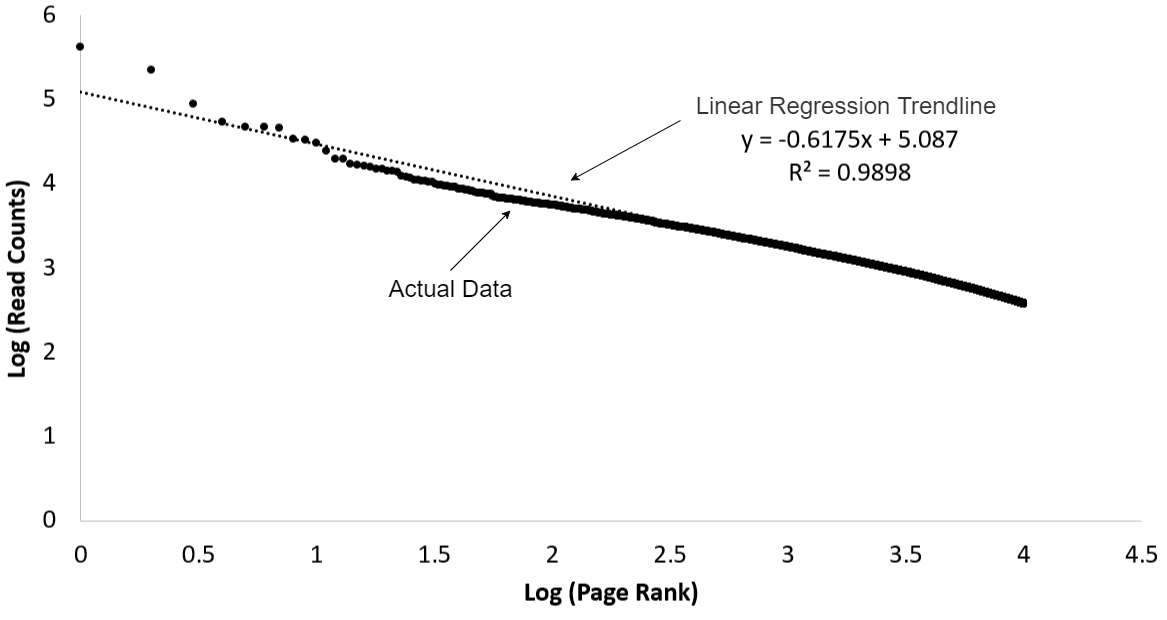 6
5
4
3
2
1
0
Log (Read Counts)
Linear Regression Trendline
y = -0.6175x + 5.087
R² = 0.9898
Actual Data
0 0.5 1 1.5 2 2.5 3 3.5 4 4.5
Log (Page Rank)